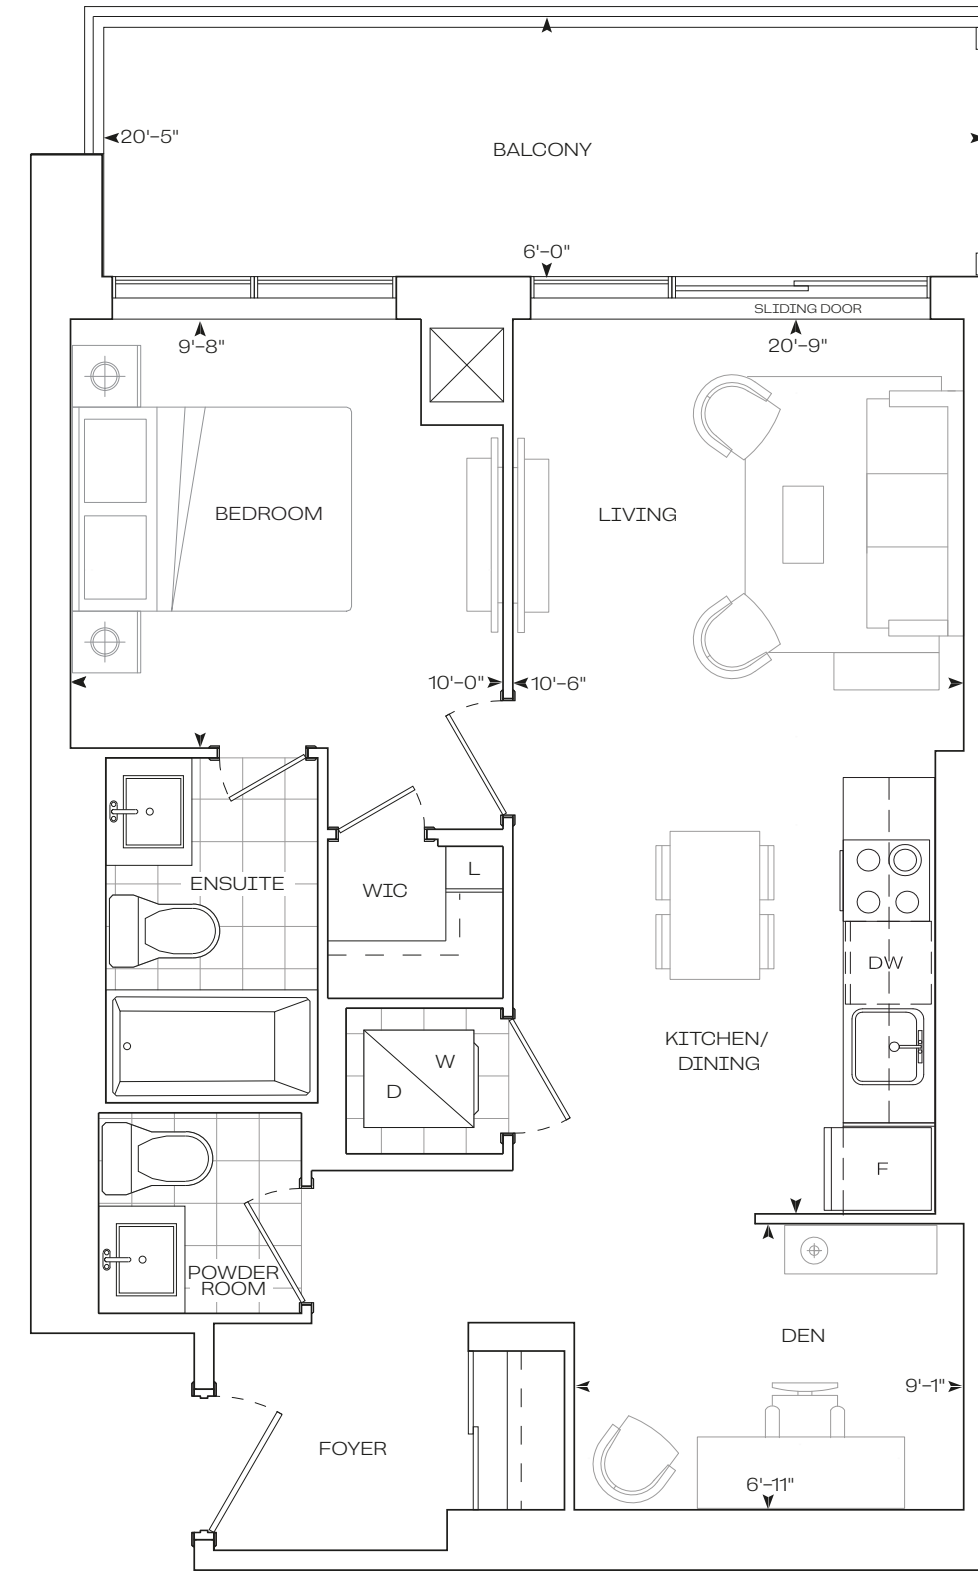 20'-5"
BALCONY
6'-0"
SLIDING DOOR
9'-8"
20'-9"
BEDROOM
LIVING
10'-0"
10'-6"
ENSUITE
WIC
L
DW
KITCHEN/
DINING
W
D
F
POWDER
ROOM
DEN
9'-1"
FOYER
6'-11"